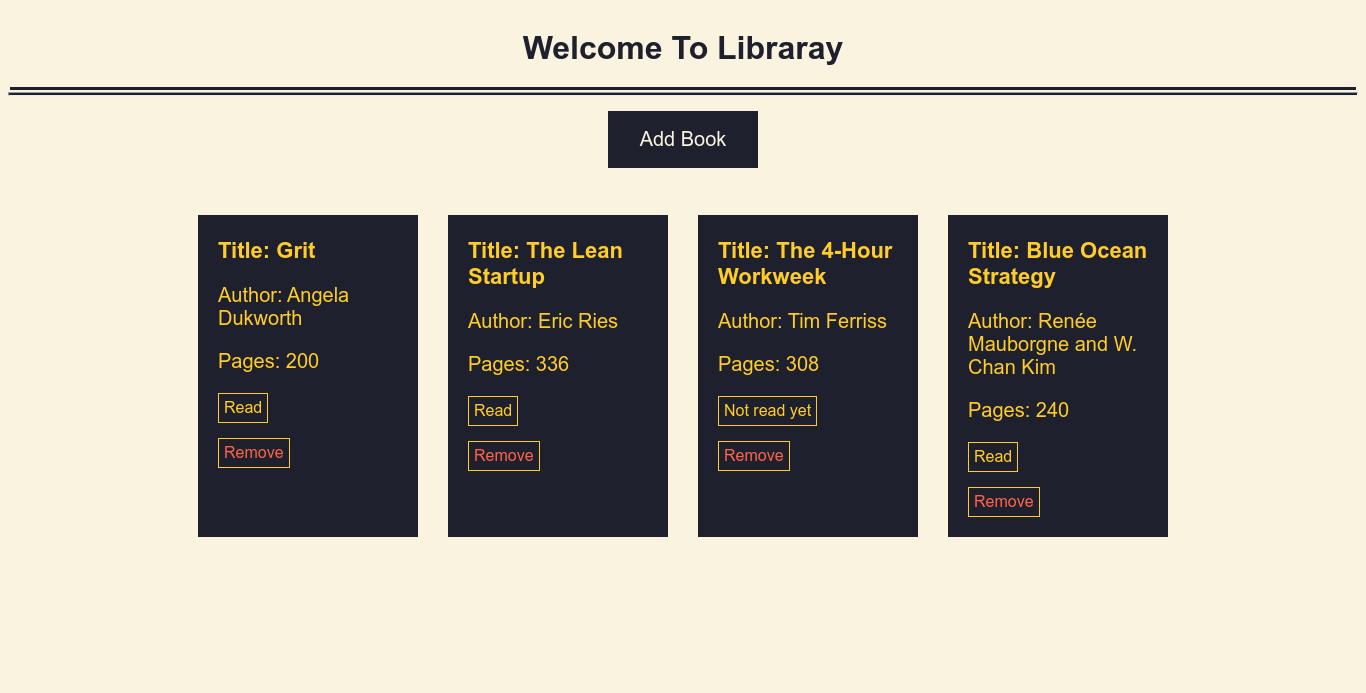 Welcome To Libraray
Add Book
Title: Grit
Author: Angela
Dukworth
Pages: 200
Read
Remove
Title: The Lean
Startup
Author: Eric Ries
Pages: 336
Read
Remove
Title: The 4-Hour
Workweek
Author: Tim Ferriss
Pages: 308
Not read yet
Remove
Title: Blue Ocean
Strategy
Author: Renée
Mauborgne and W.
Chan Kim
Pages: 240
Read
Remove